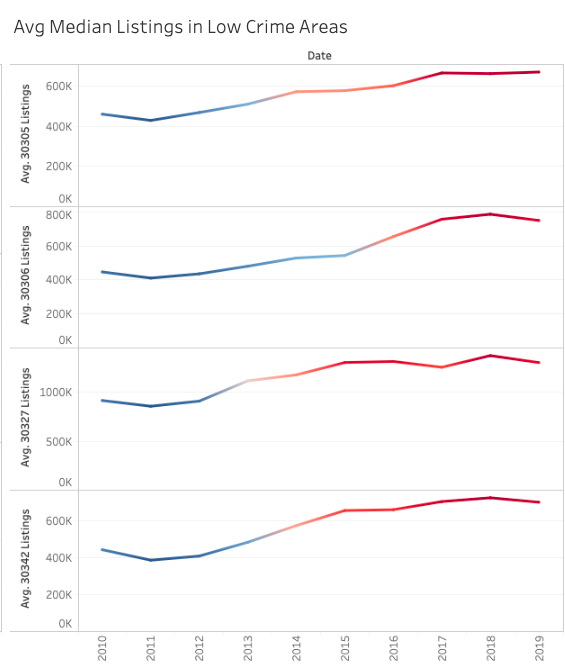 Avg Median Listings in Low Crime Areas
Date
Avg. 30305 Listings
600K
400K
200K
0K
Avg. 30306 Listings
800K
600K
400K
200K
0K
Avg. 30327 Listings
1000K
500K
0K
Avg. 30342 Listings
600K
400K
200K
0K
2010 2011 2012 2013 2014 2015 2016 2017 2018 2019